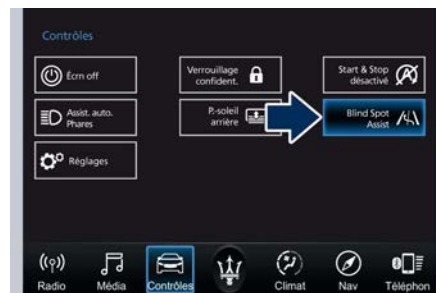 Contrôles
Écrn off
Verrouillage
confident.
Start & Stop
désactivé
Assist. auto.
Phares
P.-soleil
arrière
Blind Spot
Assist
Réglages
Radio
Média
Contrôles
Climat
Nav
Téléphon